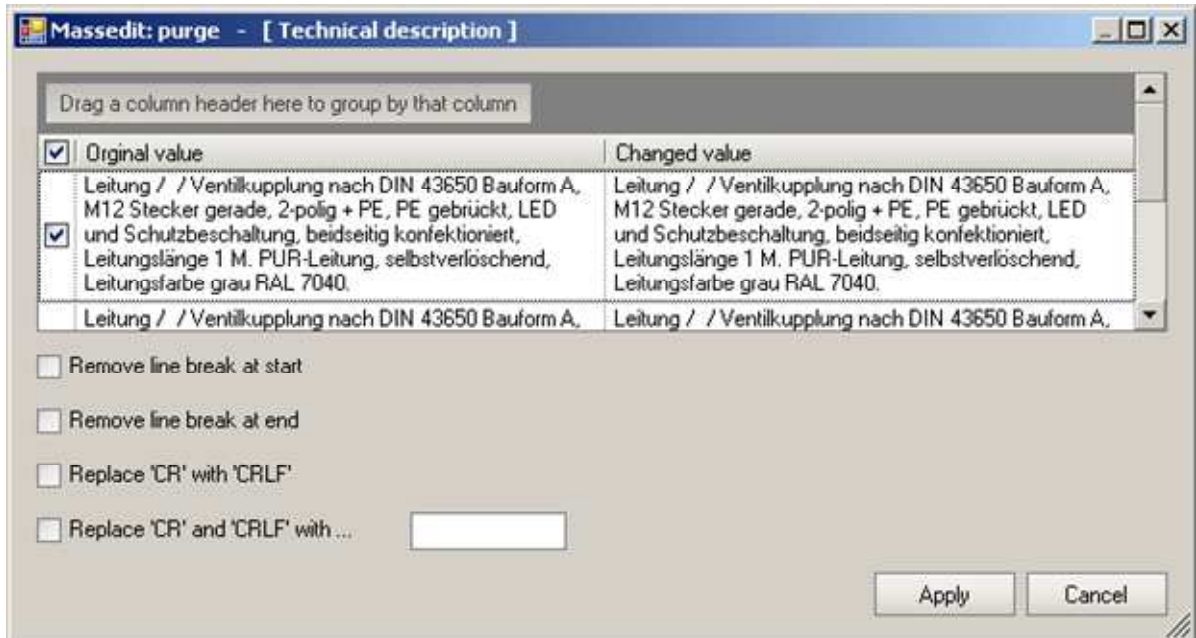 Massedit: purge - [ Technical description ]
Drag a column header here to group by that column
Orginal value Changed value
Leitung / / Ventilkupplung nach DIN 43650 Bauform A,
M12 Stecker gerade, 2-polig + PE, PE gebrückt, LED
und Schutzbeschaltung, beidseitig konfektioniert,
Leitungslänge 1 M. PUR-Leitung, selbstverlöschend,
Leitungsfarbe grau RAL 7040.
Leitung / / Ventilkupplung nach DIN 43650 Bauform A,
M12 Stecker gerade, 2-polig + PE, PE gebrückt, LED
und Schutzbeschaltung, beidseitig konfektioniert,
Leitungslänge 1 M. PUR-Leitung, selbstverlöschend,
Leitungsfarbe grau RAL 7040.
Leitung / / Ventilkupplung nach DIN 43650 Bauform A,
Leitung / / Ventilkupplung nach DIN 43650 Bauform A,
Remove line break at start
Remove line break at end
Replace 'CR' with 'CRLF'
Replace 'CR' and 'CRLF' with ...
Apply Cancel